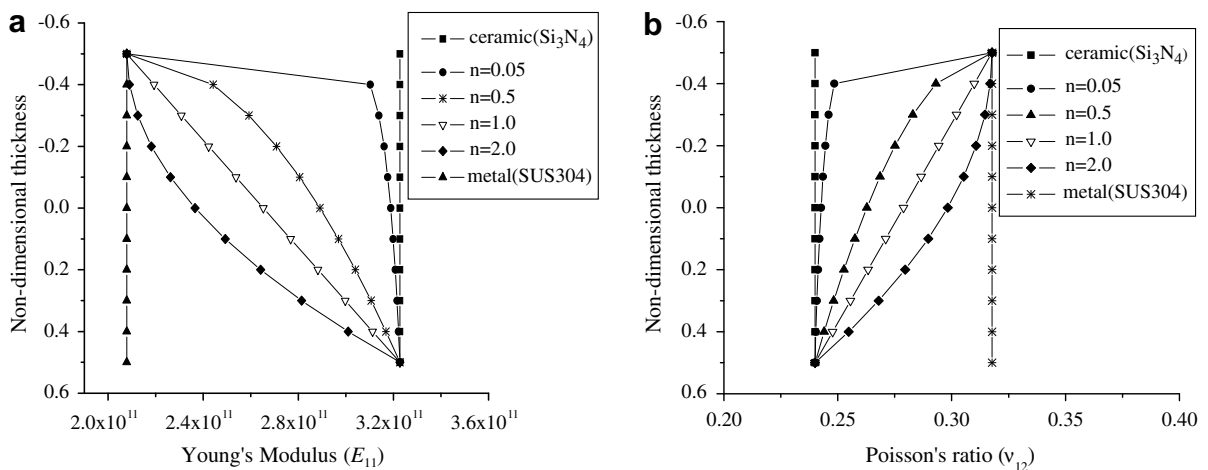 a
-0.6
-0.4
-0.2
0.0
0.2
0.4
0.6
Non-dimensional thickness
2.0x10¹¹ 2.4x10¹¹ 2.8x10¹¹ 3.2x10¹¹ 3.6x10¹¹
Young's Modulus (E₁₁)
ceramic(Si₃N₄)
n=0.05
n=0.5
n=1.0
n=2.0
metal(SUS304)
b
-0.6
-0.4
-0.2
0.0
0.2
0.4
0.6
Non-dimensional thickness
0.20 0.25 0.30 0.35 0.40
Poisson's ratio (ν₁₂)
ceramic(Si₃N₄)
n=0.05
n=0.5
n=1.0
n=2.0
metal(SUS304)